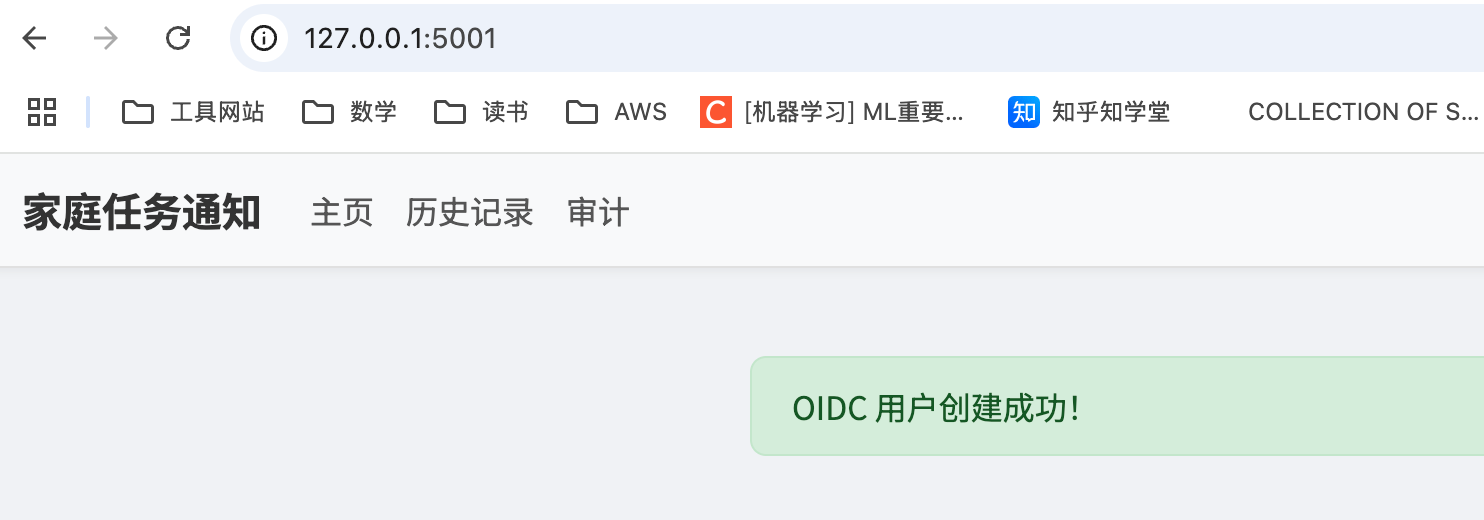 127.0.0.1:5001
工具网站 数学 读书 AWS C [机器学习] ML重要... 知 知乎知学堂 COLLECTION OF S...
家庭任务通知 主页 历史记录 审计
OIDC 用户创建成功!